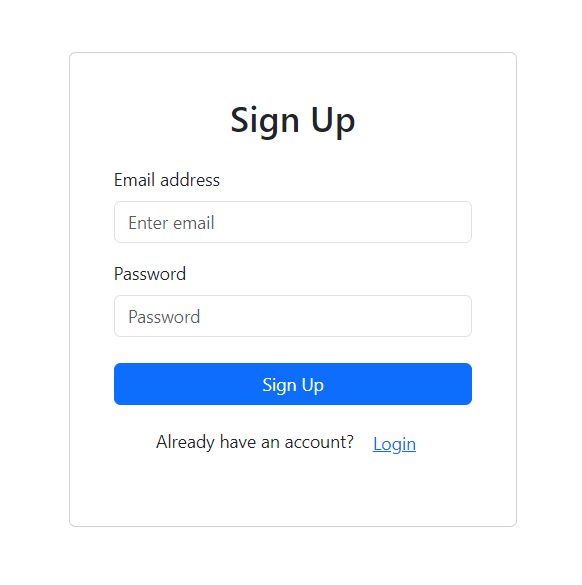 Sign Up
Email address
Enter email
Password
Password
Sign Up
Already have an account? Login